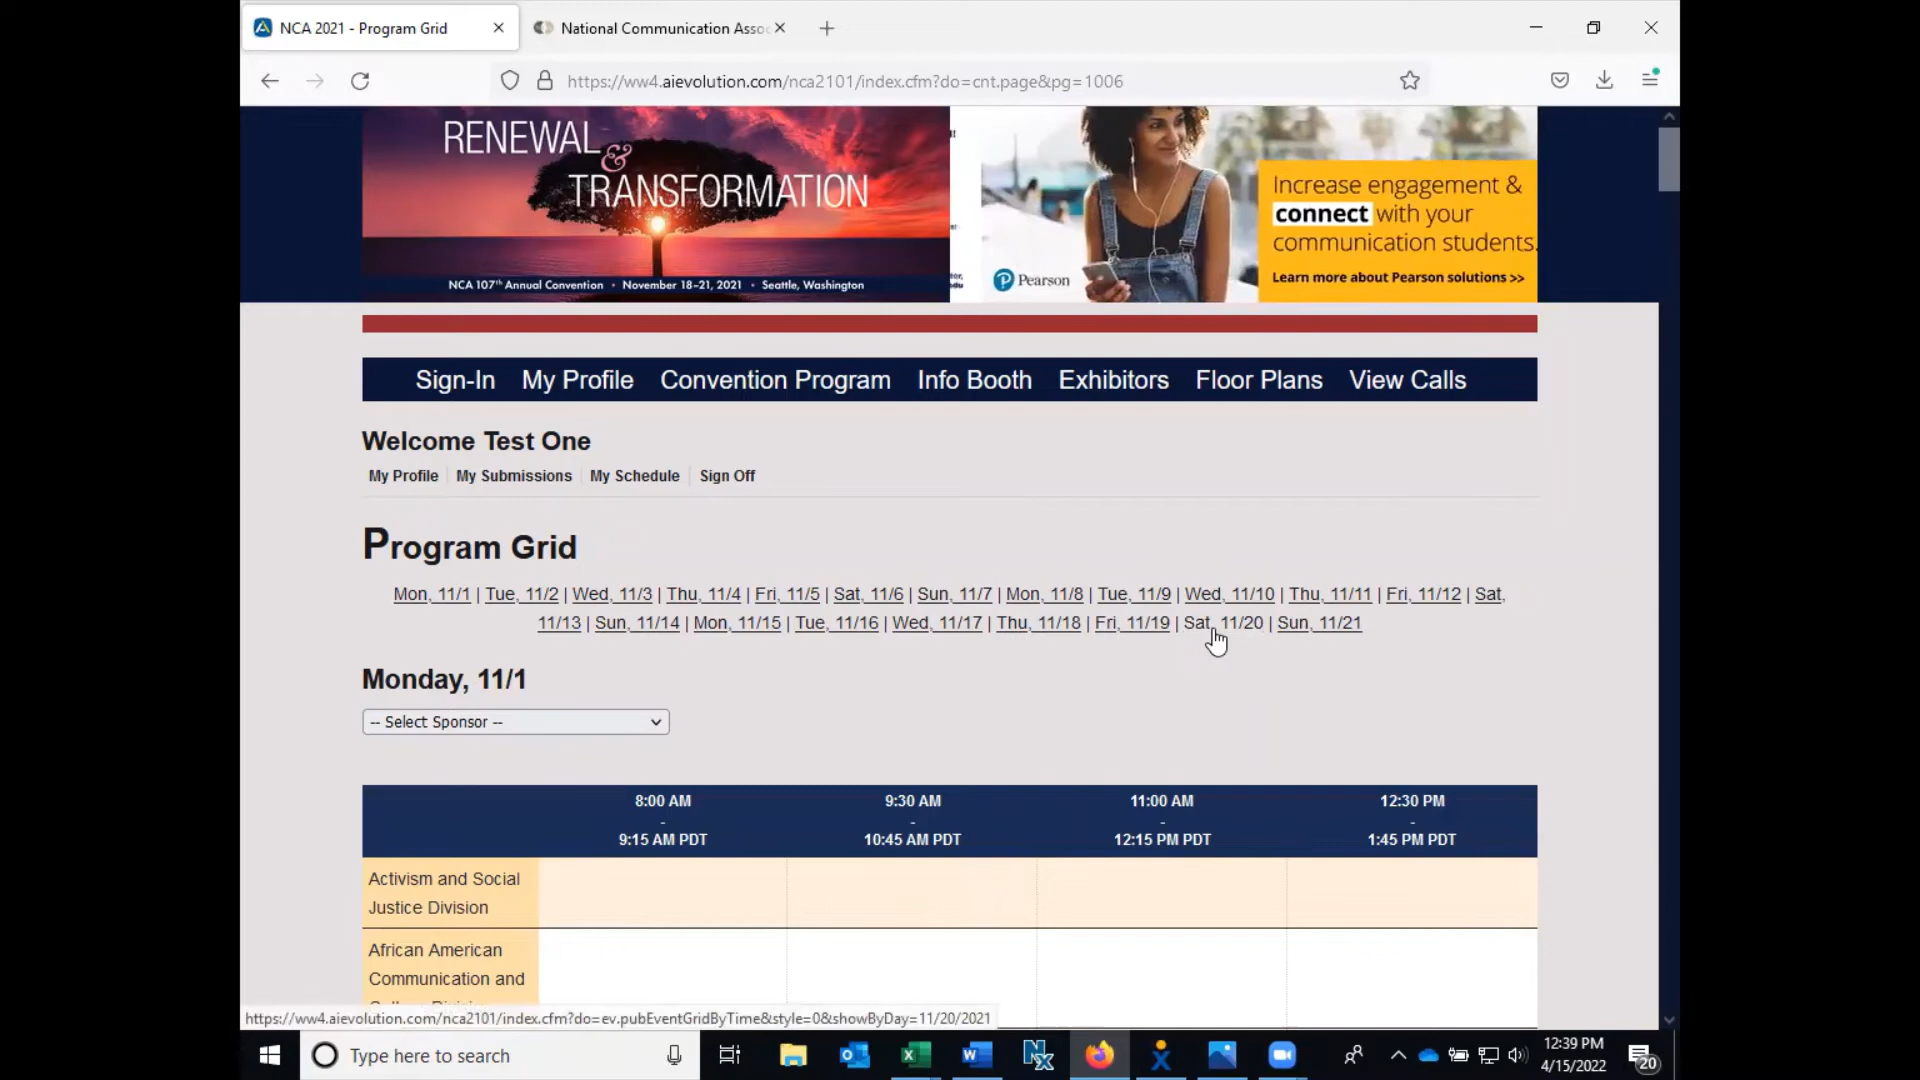 NCA 2021 - Program Grid
National Communication Asso
https://ww4.aievolution.com/nca2101/index.cfm?do=cnt.page&pg=1006
RENEWAL
&
TRANSFORMATION
NCA 107th Annual Convention • November 18-21, 2021 • Seattle, Washington
Pearson
Increase engagement &
connect with your
communication students.
Learn more about Pearson solutions >>
Sign-In My Profile Convention Program Info Booth Exhibitors Floor Plans View Calls
Welcome Test One
My Profile My Submissions My Schedule Sign Off
Program Grid
Mon, 11/1 | Tue, 11/2 | Wed, 11/3 | Thu, 11/4 | Fri, 11/5 | Sat, 11/6 | Sun, 11/7 | Mon, 11/8 | Tue, 11/9 | Wed, 11/10 | Thu, 11/11 | Fri, 11/12 | Sat,
11/13 | Sun, 11/14 | Mon, 11/15 | Tue, 11/16 | Wed, 11/17 | Thu, 11/18 | Fri, 11/19 | Sat, 11/20 | Sun, 11/21
Monday, 11/1
-- Select Sponsor --
8:00 AM 9:30 AM 11:00 AM 12:30 PM
- - - -
9:15 AM PDT 10:45 AM PDT 12:15 PM PDT 1:45 PM PDT
Activism and Social
Justice Division
African American
Communication and
https://ww4.aievolution.com/nca2101/index.cfm?do=ev.pubEventGridByTime&style=0&showByDay=11/20/2021
Type here to search
12:39 PM
4/15/2022
20